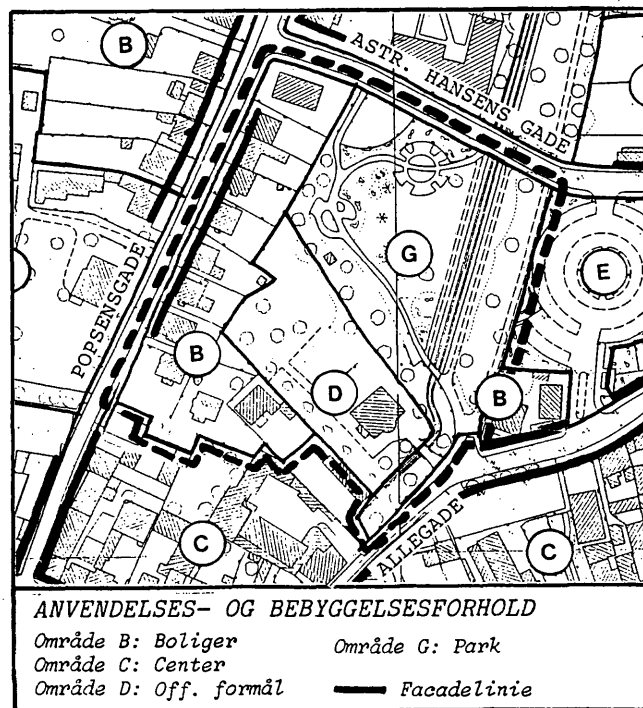 B
ASTR. HANSENS GADE
G
E
POPSENSGADE
B
D
B
C
ALLEGADE
C
ANVENDELSES- OG BEBYGGELSESFORHOLD
Område B: Boliger
Område G: Park
Område C: Center
Område D: Off. formål
Facadelinie